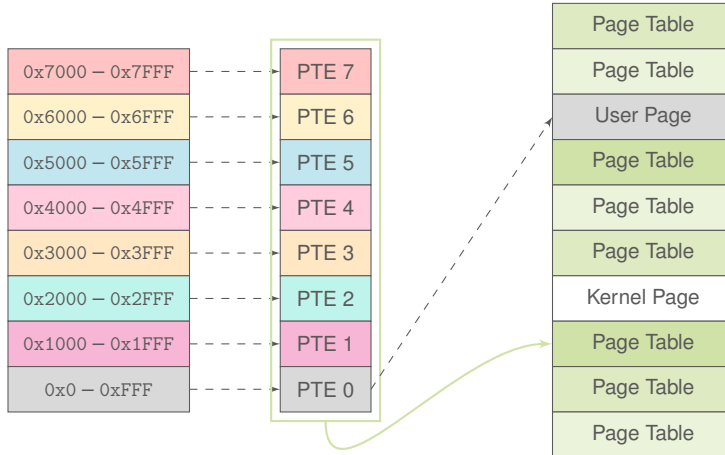 0x7000 – 0x7FFF
0x6000 – 0x6FFF
0x5000 – 0x5FFF
0x4000 – 0x4FFF
0x3000 – 0x3FFF
0x2000 – 0x2FFF
0x1000 – 0x1FFF
0x0 – 0xFFF
PTE 7
PTE 6
PTE 5
PTE 4
PTE 3
PTE 2
PTE 1
PTE 0
Page Table
Page Table
User Page
Page Table
Page Table
Page Table
Kernel Page
Page Table
Page Table
Page Table